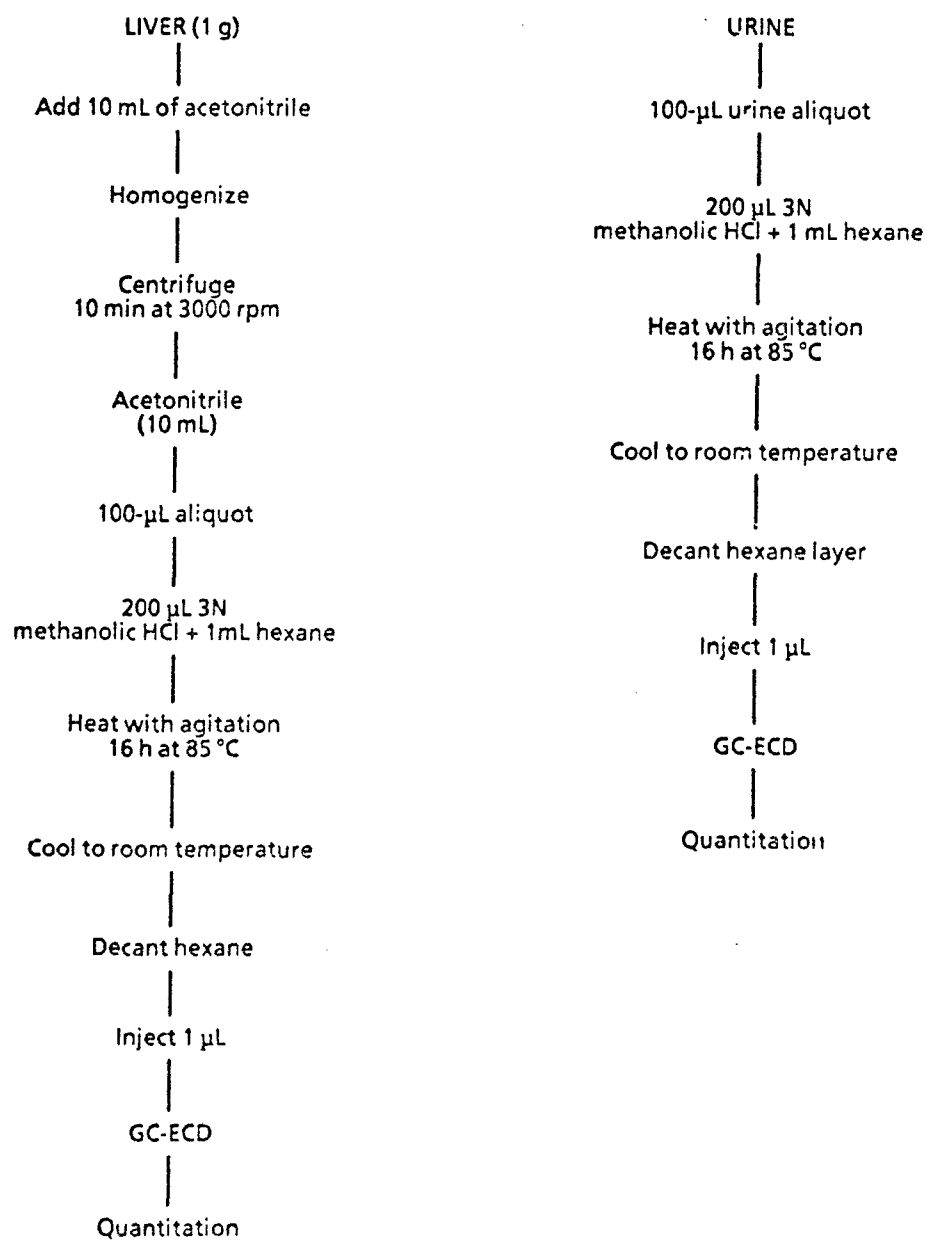 LIVER (1 g)
Add 10 mL of acetonitrile
Homogenize
Centrifuge
10 min at 3000 rpm
Acetonitrile
(10 mL)
100-µL aliquot
200 µL 3N
methanolic HCl + 1mL hexane
Heat with agitation
16 h at 85 °C
Cool to room temperature
Decant hexane
Inject 1 µL
GC-ECD
Quantitation
URINE
100-µL urine aliquot
200 µL 3N
methanolic HCl + 1 mL hexane
Heat with agitation
16 h at 85 °C
Cool to room temperature
Decant hexane layer
Inject 1 µL
GC-ECD
Quantitation